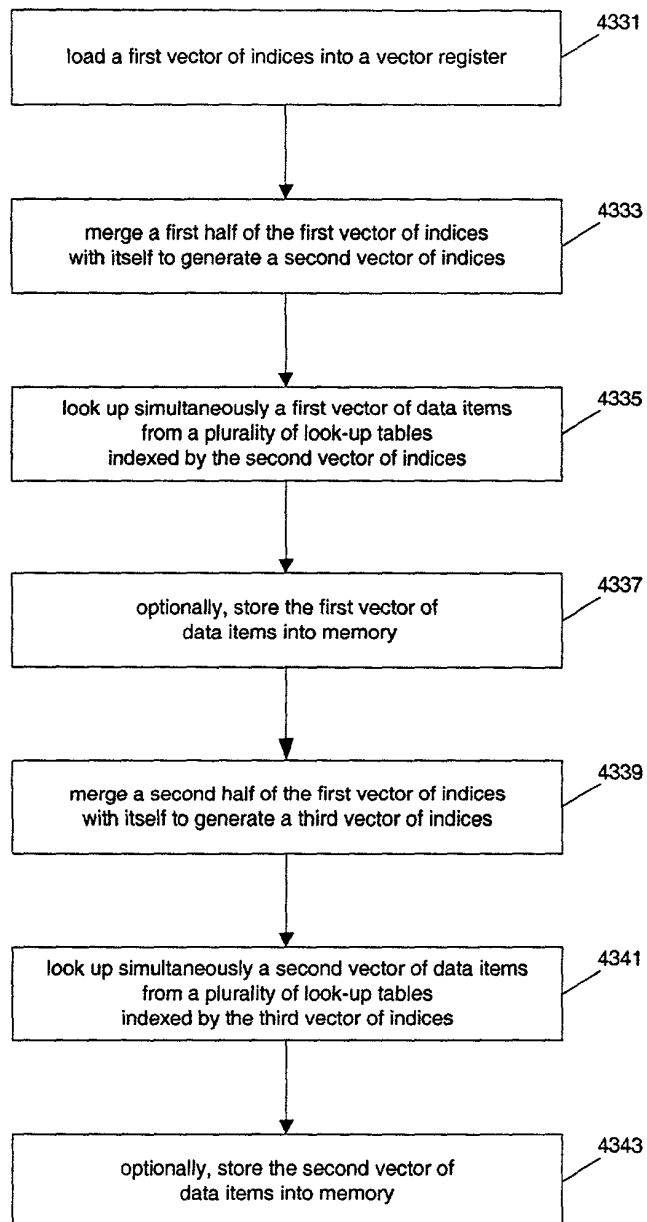 4331
load a first vector of indices into a vector register
4333
merge a first half of the first vector of indices
with itself to generate a second vector of indices
4335
look up simultaneously a first vector of data items
from a plurality of look-up tables
indexed by the second vector of indices
4337
optionally, store the first vector of
data items into memory
4339
merge a second half of the first vector of indices
with itself to generate a third vector of indices
4341
look up simultaneously a second vector of data items
from a plurality of look-up tables
indexed by the third vector of indices
4343
optionally, store the second vector of
data items into memory